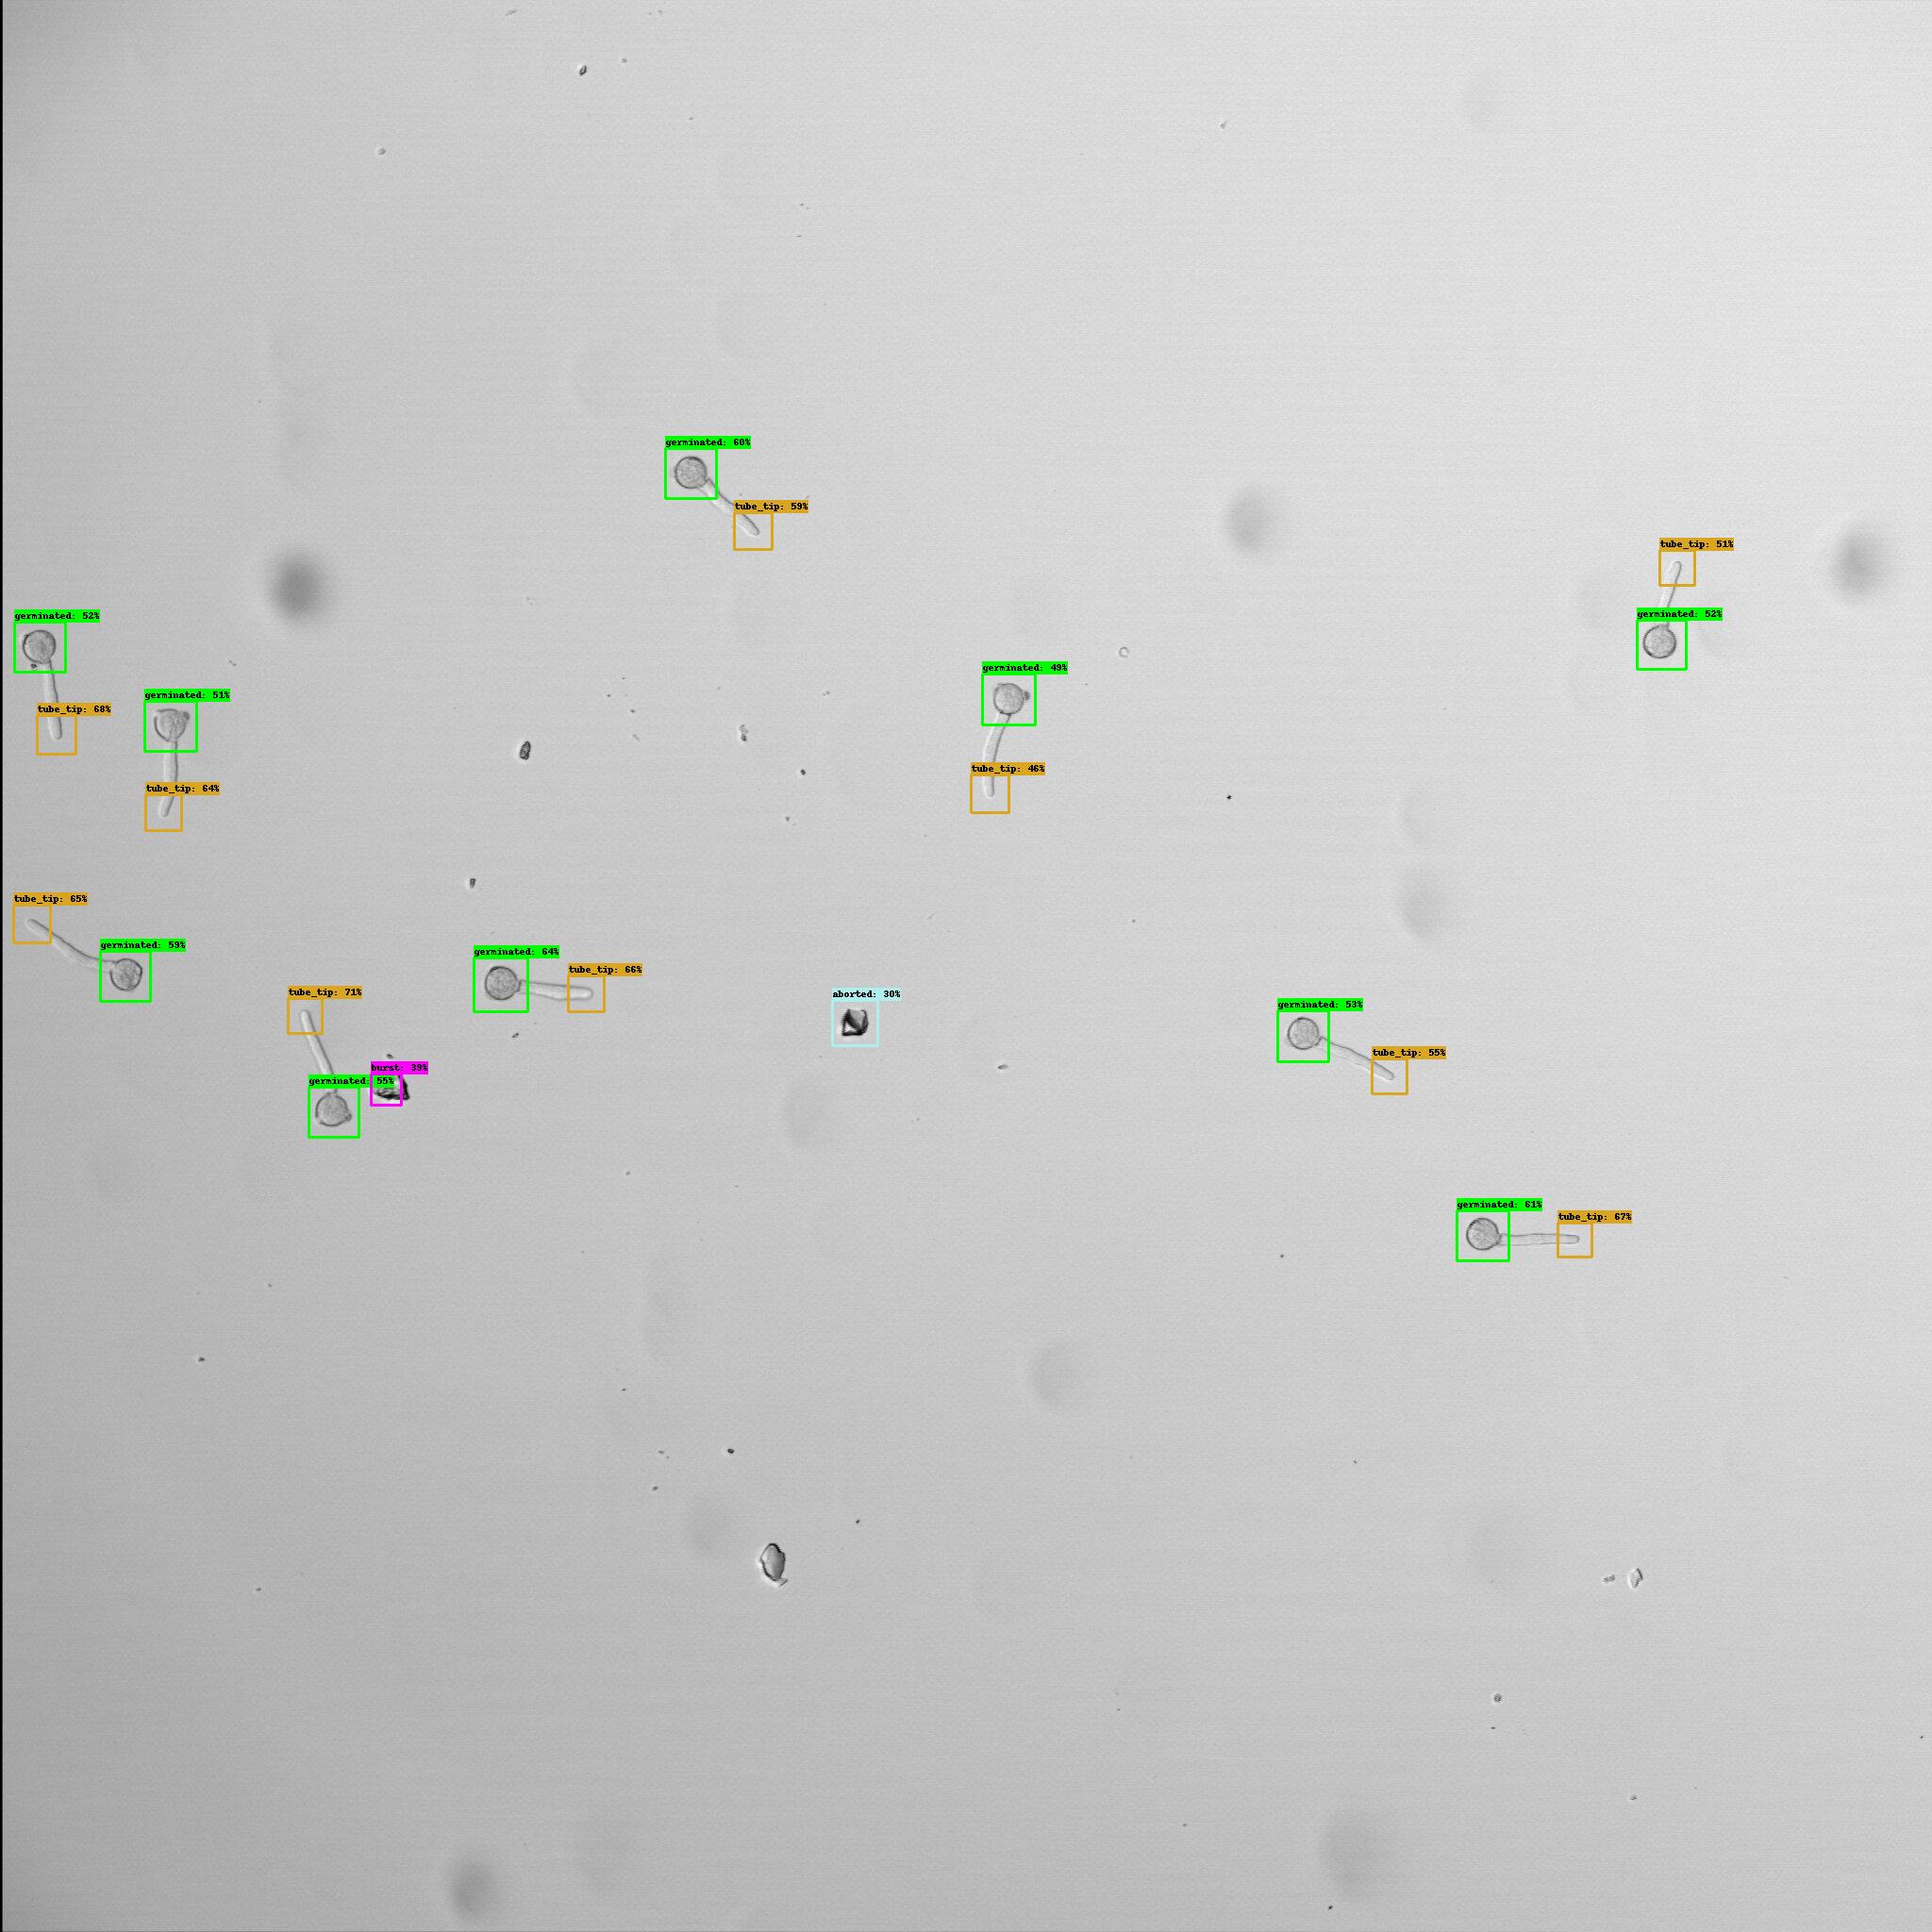 germinated: 60%
tube_tip: 59%
tube_tip: 51%
germinated: 52%
germinated: 52%
germinated: 49%
germinated: 51%
tube_tip: 68%
tube_tip: 46%
tube_tip: 64%
tube_tip: 65%
germinated: 59%
germinated: 64%
tube_tip: 66%
tube_tip: 71%
aborted: 30%
germinated: 53%
tube_tip: 55%
burst: 39%
germinated: 55%
germinated: 61%
tube_tip: 67%